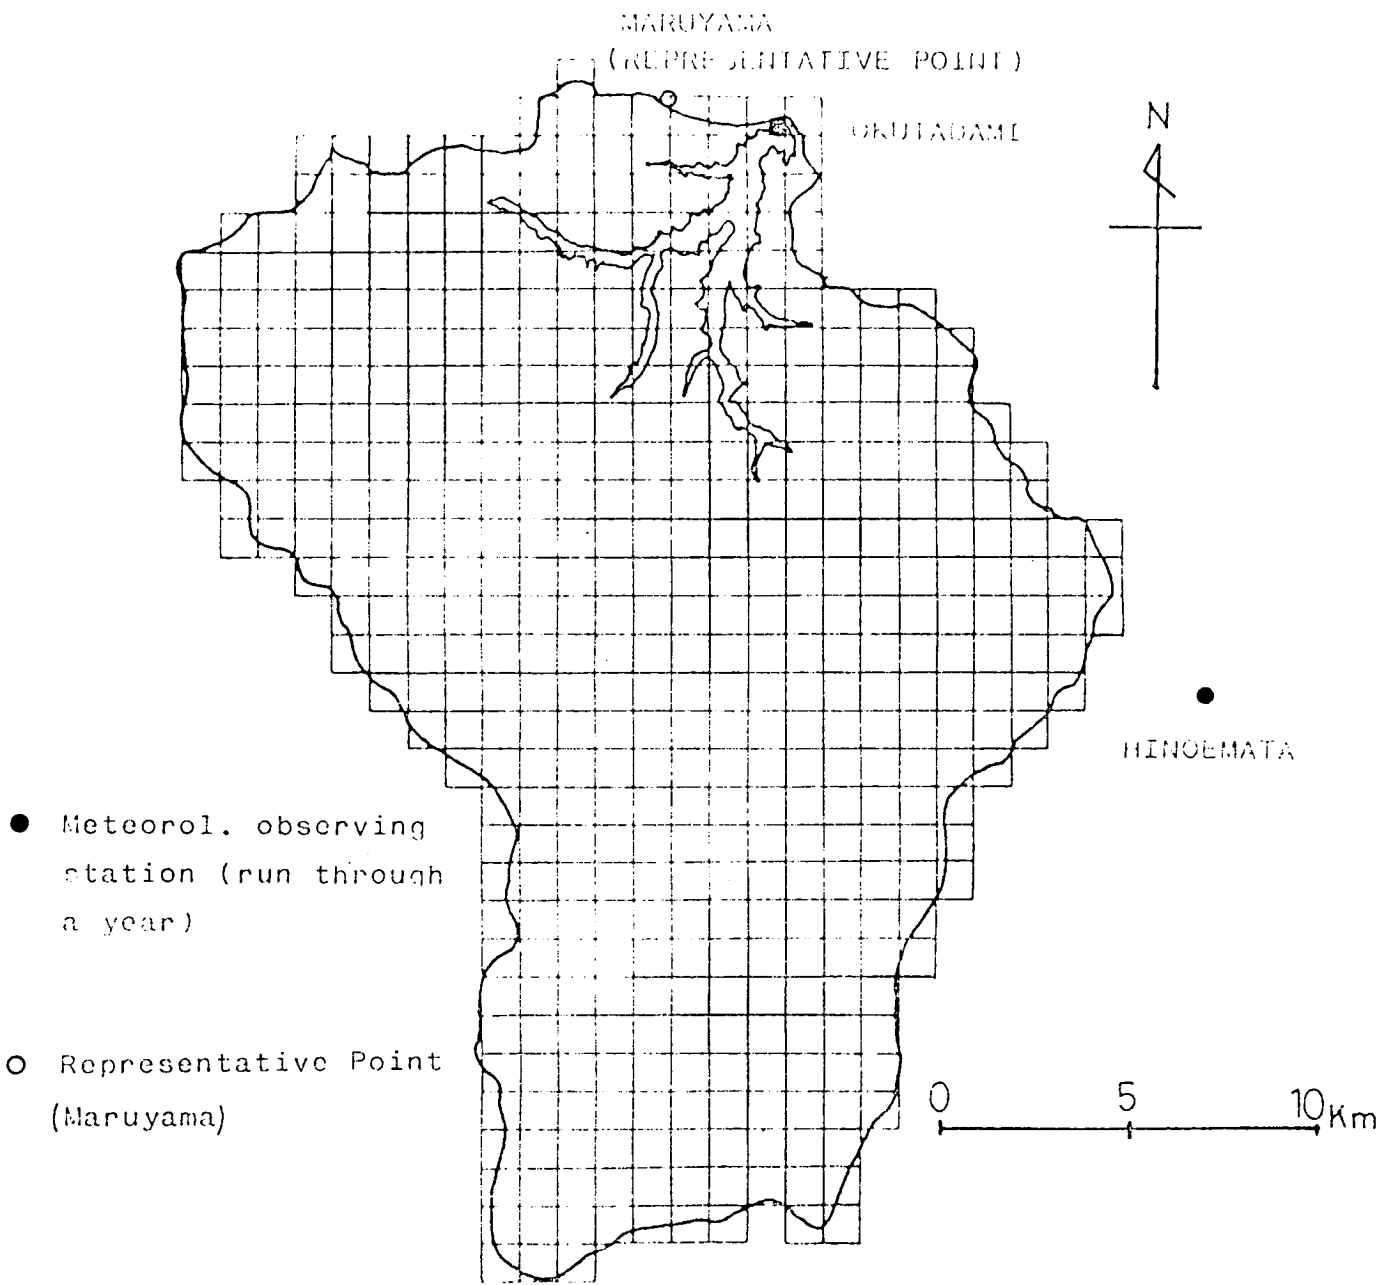 MARUYAMA
(REPRESENTATIVE POINT)
OKUTADAMI
N
HINOEMATA
● Meteorol. observing
station (run through
a year)
○ Representative Point
(Maruyama)
0 5 10 Km